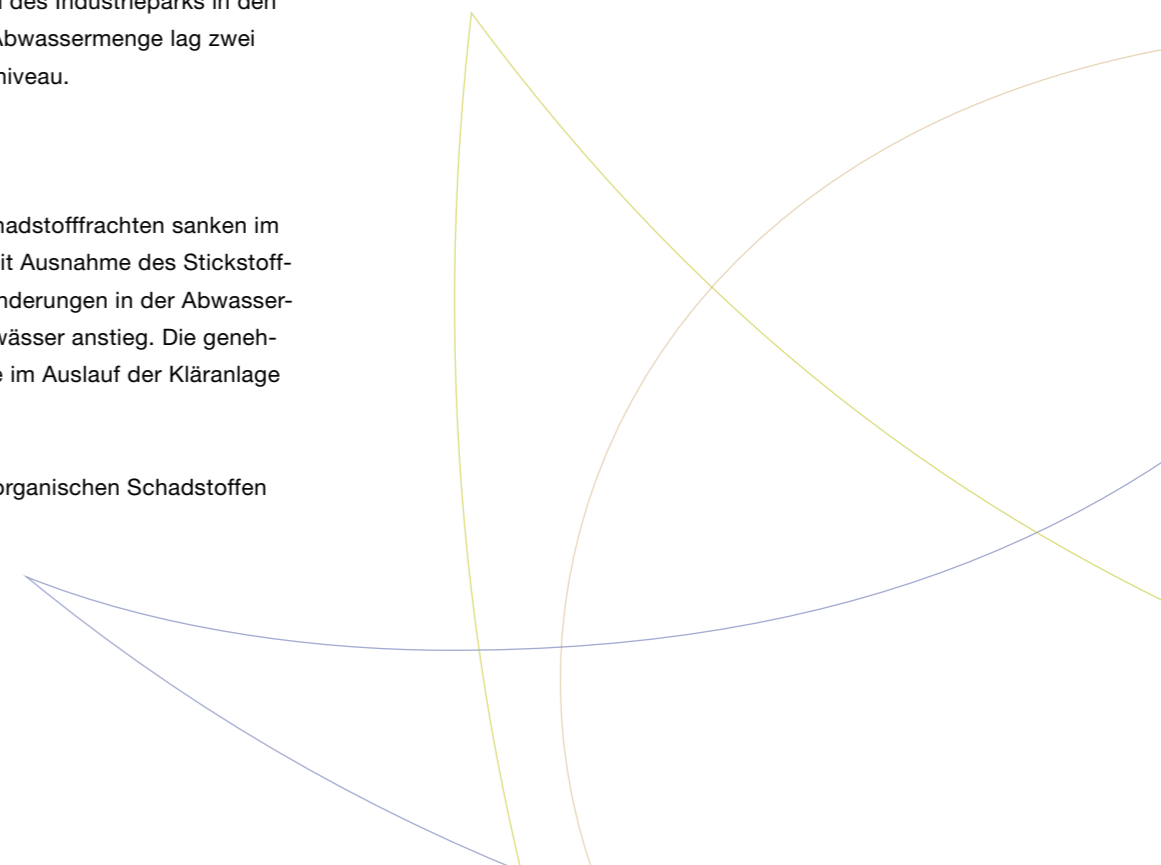 des Industrieparks in den
Abwassermenge lag zwei
niveau.
hadstofffrachten sanken im
it Ausnahme des Stickstoff-
nderungen in der Abwasser-
wässer anstieg. Die geneh-
e im Auslauf der Kläranlage
organischen Schadstoffen